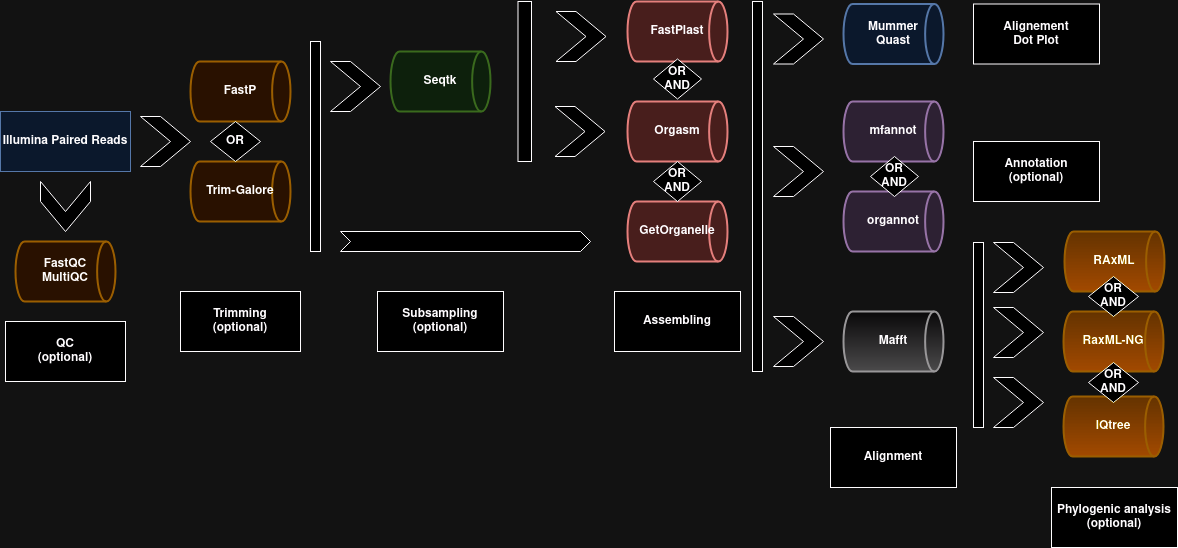 Illumina Paired Reads
FastQC
MultiQC
QC
(optional)
FastP
OR
Trim-Galore
Trimming
(optional)
Seqtk
Subsampling
(optional)
FastPlast
OR
AND
Orgasm
OR
AND
GetOrganelle
Assembling
Mummer
Quast
Alignement
Dot Plot
mfannot
OR
AND
organnot
Annotation
(optional)
Mafft
Alignment
RAxML
OR
AND
RaxML-NG
OR
AND
IQtree
Phylogenic analysis
(optional)